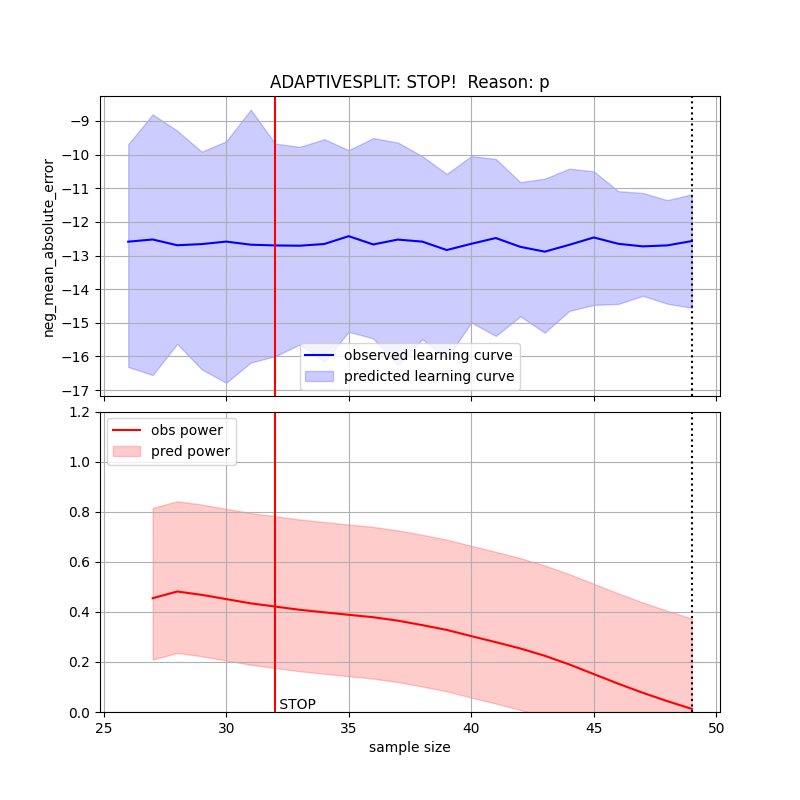 ADAPTIVESPLIT: STOP!  Reason: p
neg_mean_absolute_error
−9
−10
−11
−12
−13
−14
−15
−16
−17
observed learning curve
predicted learning curve
1.2
1.0
0.8
0.6
0.4
0.2
0.0
obs power
pred power
STOP
25 30 35 40 45 50
sample size